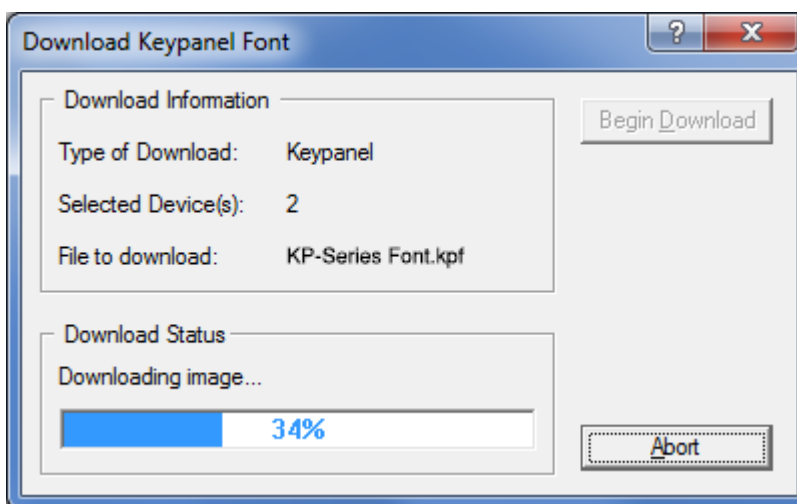 Download Keypanel Font
Download Information
Type of Download: Keypanel
Selected Device(s): 2
File to download: KP-Series Font.kpf
Begin Download
Download Status
Downloading image...
34%
Abort